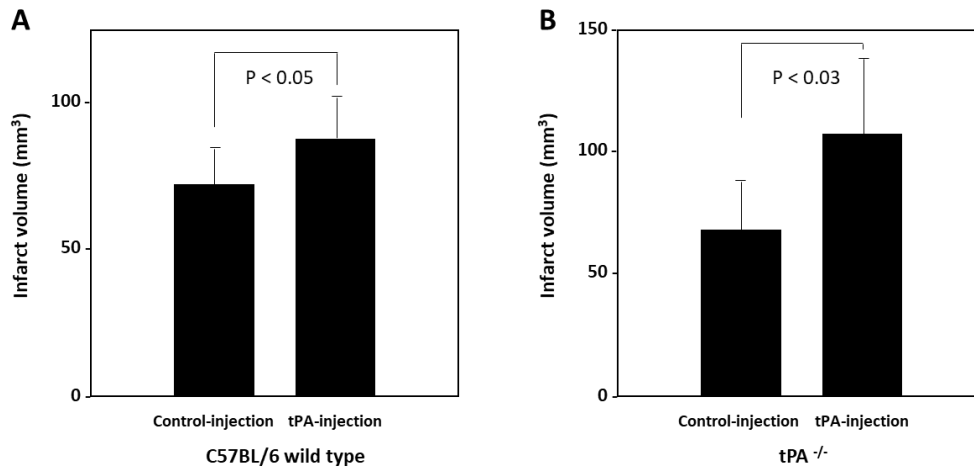 A
Infarct volume (mm³)
100
50
0
P < 0.05
Control-injection
tPA-injection
C57BL/6 wild type
B
Infarct volume (mm³)
150
100
50
0
P < 0.03
Control-injection
tPA-injection
tPA -/-